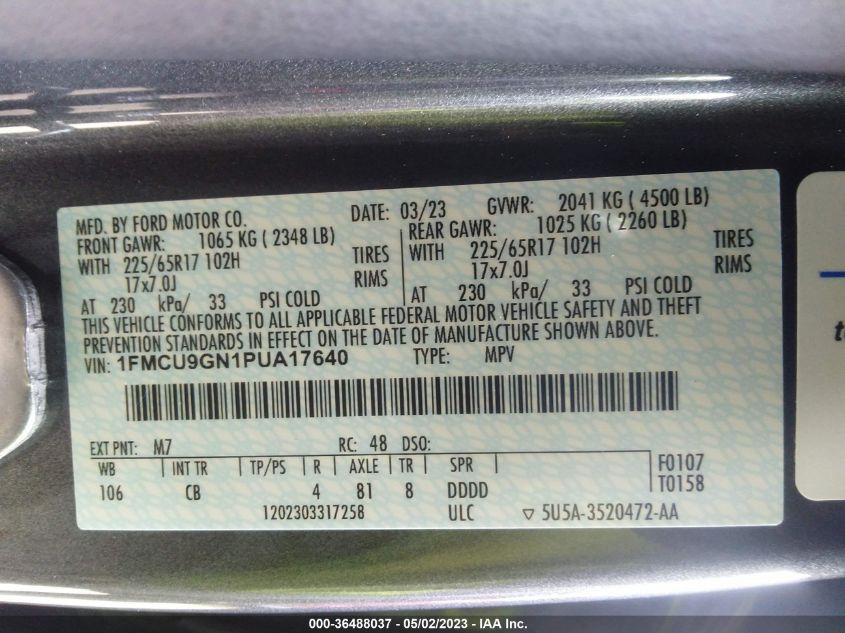 MFD. BY FORD MOTOR CO. DATE: 03/23 GVWR: 2041 KG ( 4500 LB)
FRONT GAWR: 1065 KG ( 2348 LB) REAR GAWR: 1025 KG ( 2260 LB)
WITH 225/65R17 102H TIRES WITH 225/65R17 102H TIRES
17x7.0J RIMS 17x7.0J RIMS
AT 230 kPa/ 33 PSI COLD AT 230 kPa/ 33 PSI COLD
THIS VEHICLE CONFORMS TO ALL APPLICABLE FEDERAL MOTOR VEHICLE SAFETY AND THEFT
PREVENTION STANDARDS IN EFFECT ON THE DATE OF MANUFACTURE SHOWN ABOVE.
VIN: 1FMCU9GN1PUA17640 TYPE: MPV
EXT PNT: M7 RC: 48 DSO:
WB INT TR TP/PS R AXLE TR SPR F0107
106 CB 4 81 8 DDDD T0158
1202303317258 ULC ▽ 5U5A-3520472-AA
000-36488037 - 05/02/2023 - IAA Inc.